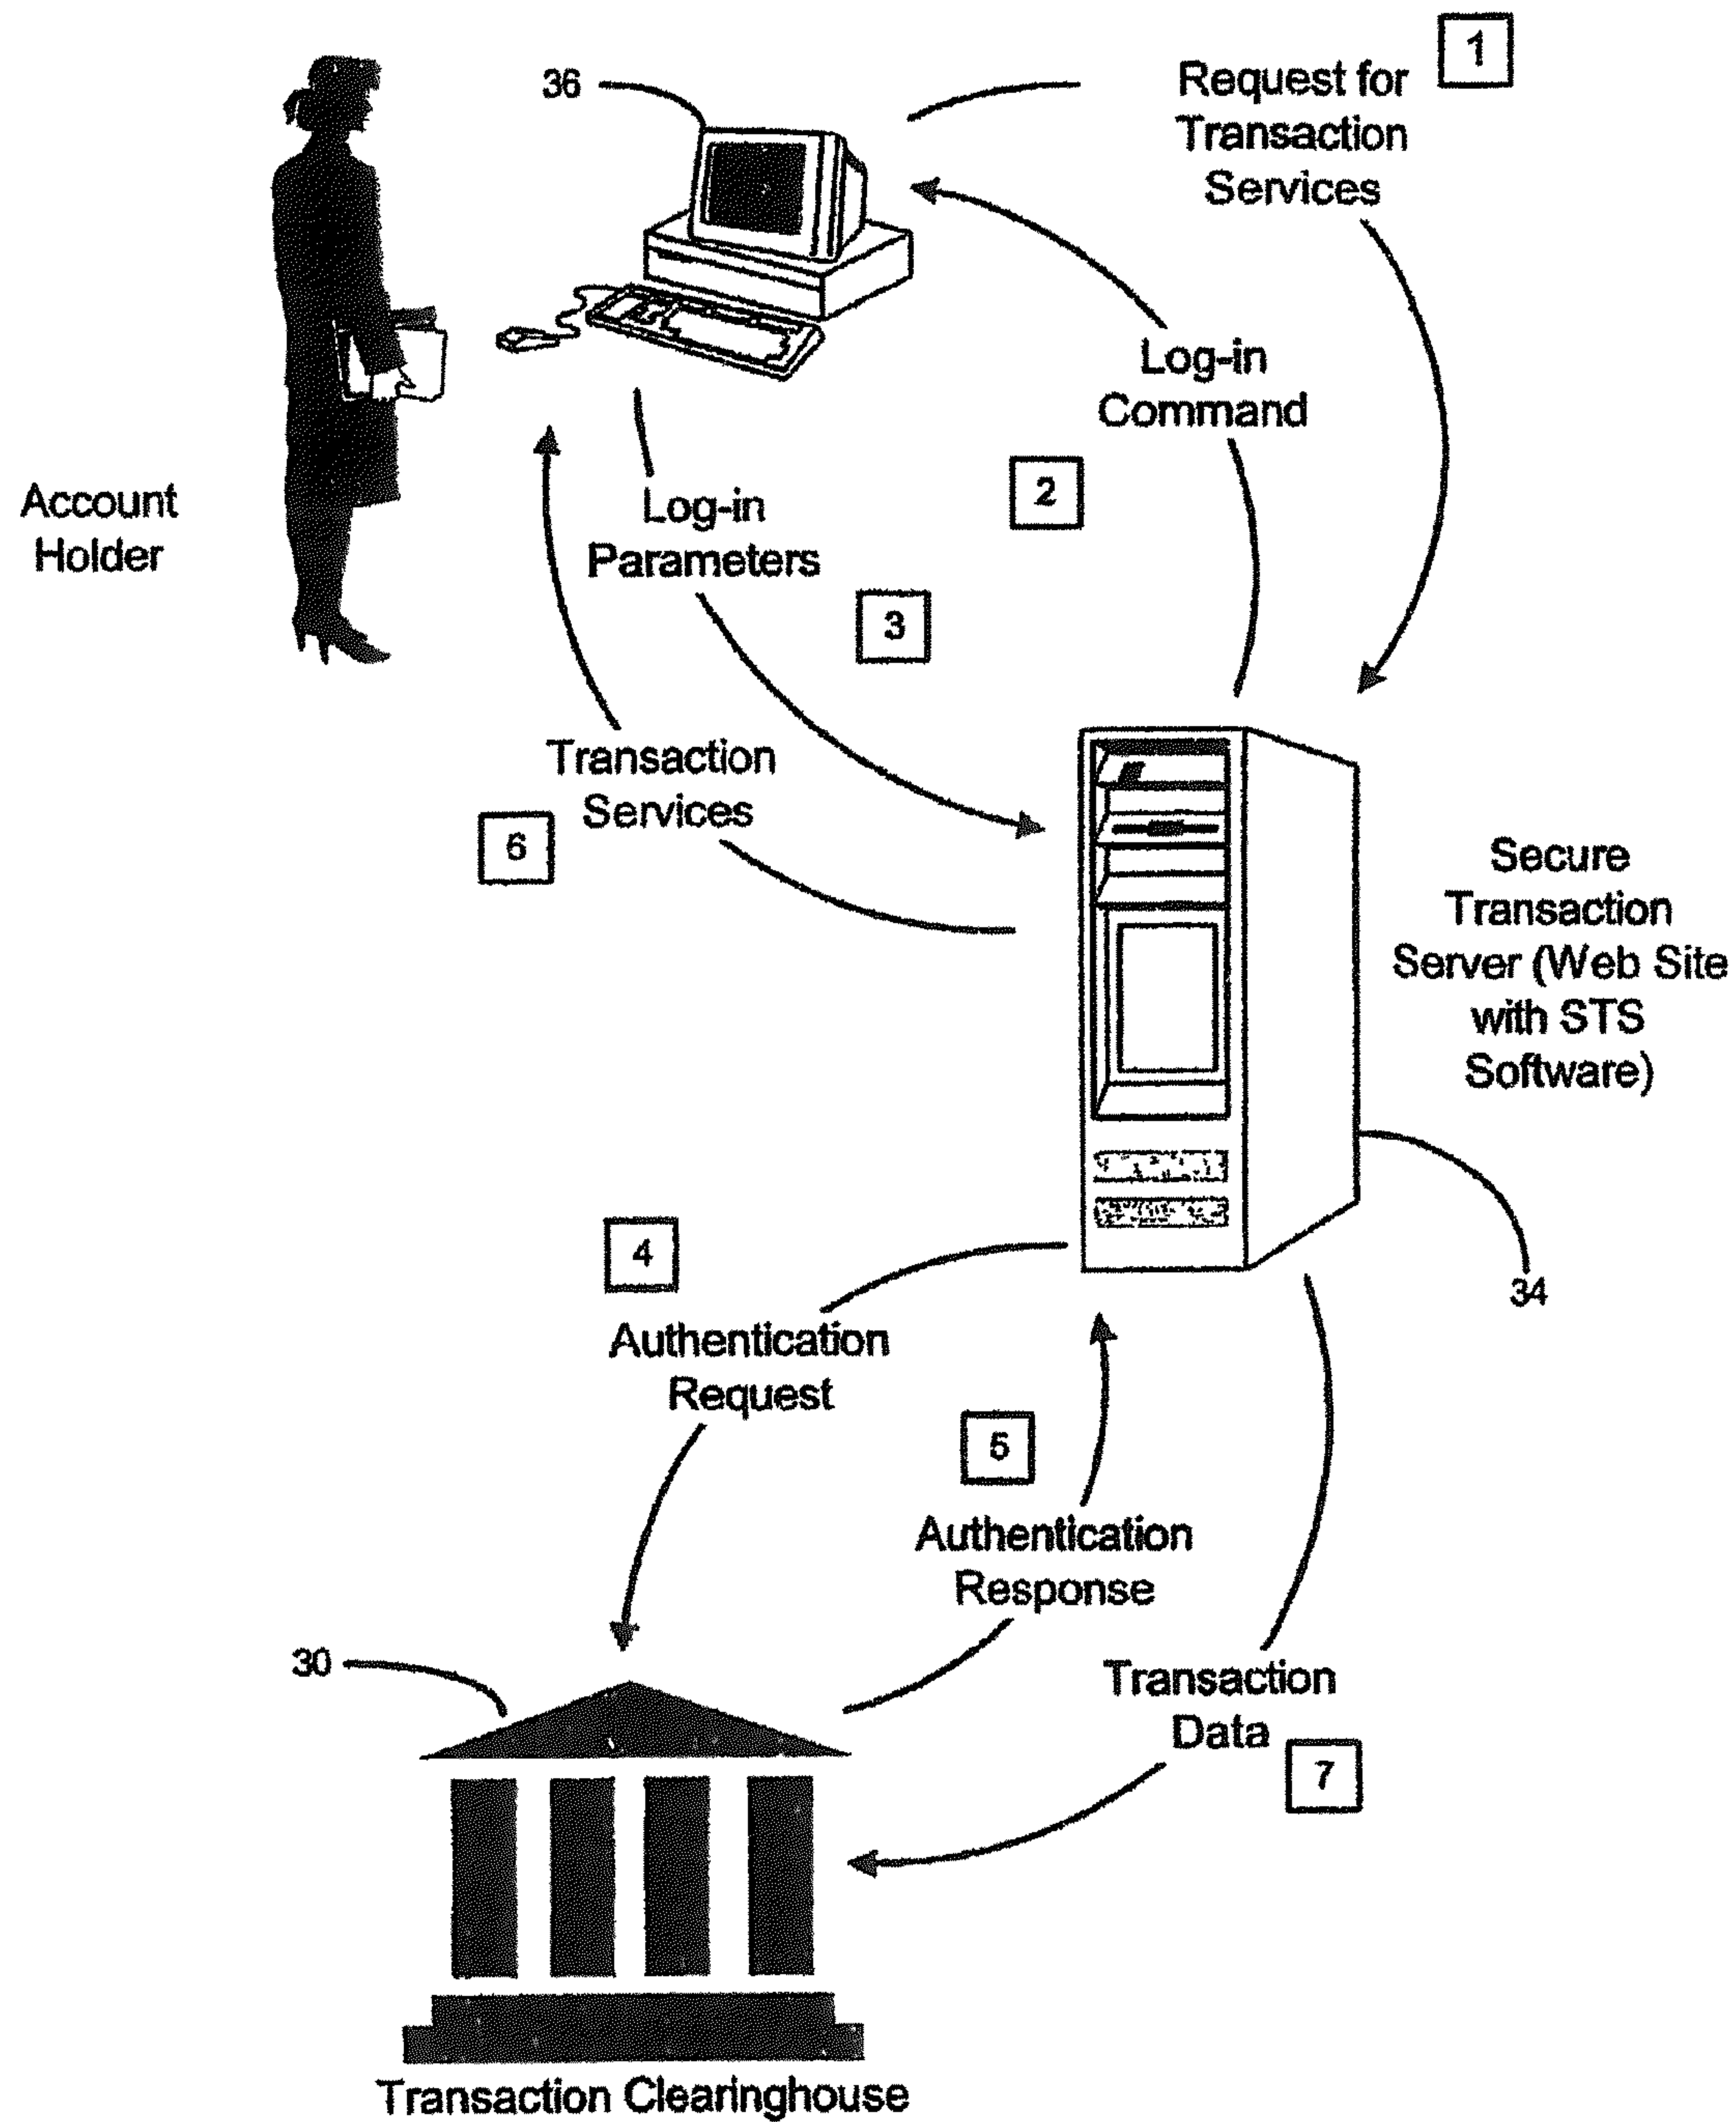 1
36
Request for
Transaction
Services
Log-in
Command
2
Account
Holder
Log-in
Parameters
3
Transaction
Services
6
Secure
Transaction
Server (Web Site
with STS
Software)
4
34
Authentication
Request
5
Authentication
Response
30
Transaction
Data
7
Transaction Clearinghouse